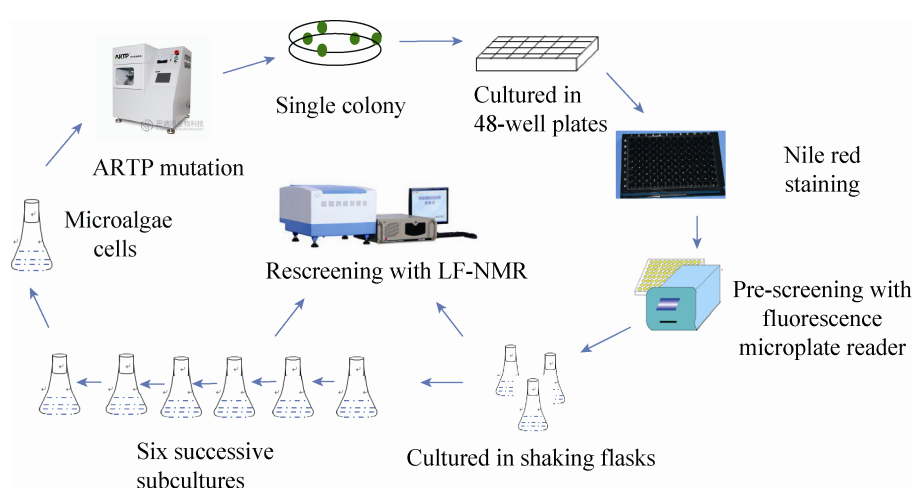 ARTP
Single colony
Cultured in
48-well plates
Nile red
staining
ARTP mutation
Microalgae
cells
Rescreening with LF-NMR
Pre-screening with
fluorescence
microplate reader
Six successive
subcultures
Cultured in shaking flasks